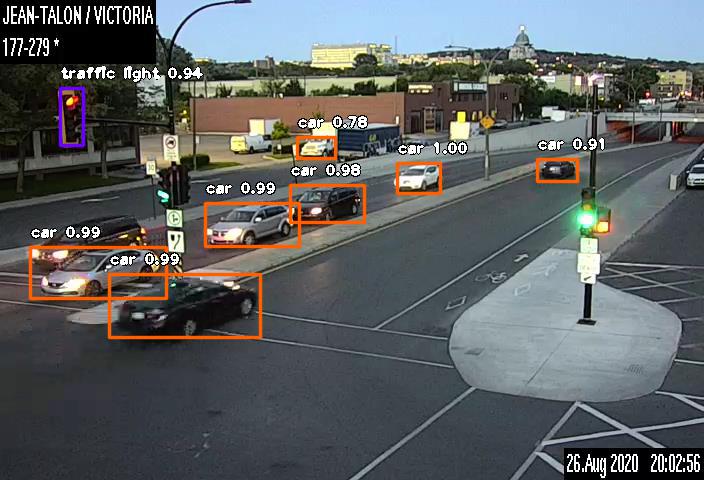 JEAN-TALON / VICTORIA
177-279 *
traffic light 0.94
car 0.78
car 1.00
car 0.91
car 0.98
car 0.99
car 0.99
car 0.99
26.Aug 2020 20:02:56